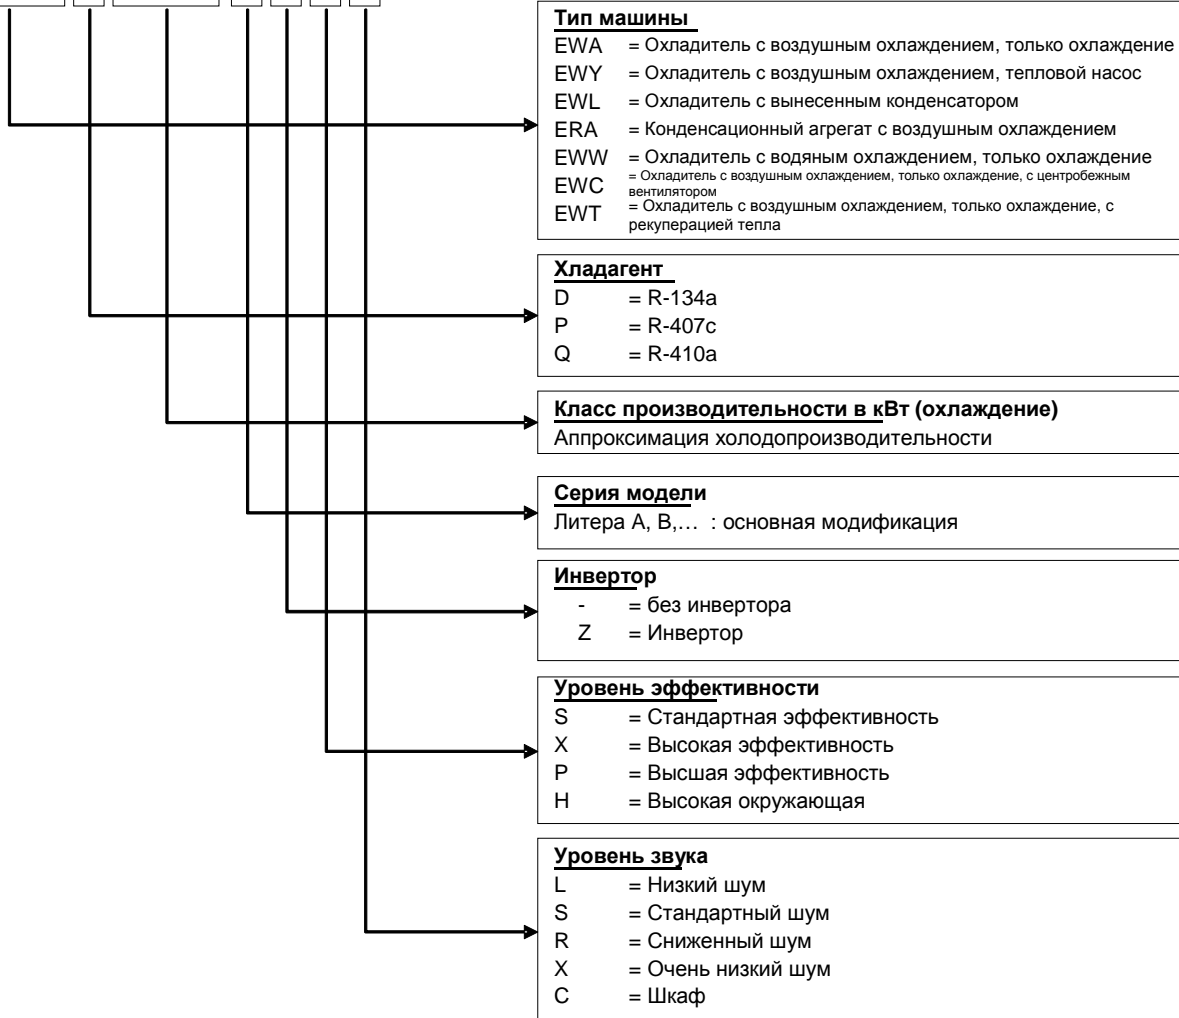 Тип машины
EWA = Охладитель с воздушным охлаждением, только охлаждение
EWY = Охладитель с воздушным охлаждением, тепловой насос
EWL = Охладитель с вынесенным конденсатором
ERA = Конденсационный агрегат с воздушным охлаждением
EWW = Охладитель с водяным охлаждением, только охлаждение
EWC = Охладитель с воздушным охлаждением, только охлаждение, с центробежным
вентилятором
EWT = Охладитель с воздушным охлаждением, только охлаждение, с
рекуперацией тепла
Хладагент
D = R-134a
P = R-407c
Q = R-410a
Класс производительности в кВт (охлаждение)
Аппроксимация холодопроизводительности
Серия модели
Литера А, В,… : основная модификация
Инвертор
- = без инвертора
Z = Инвертор
Уровень эффективности
S = Стандартная эффективность
X = Высокая эффективность
P = Высшая эффективность
H = Высокая окружающая
Уровень звука
L = Низкий шум
S = Стандартный шум
R = Сниженный шум
X = Очень низкий шум
C = Шкаф